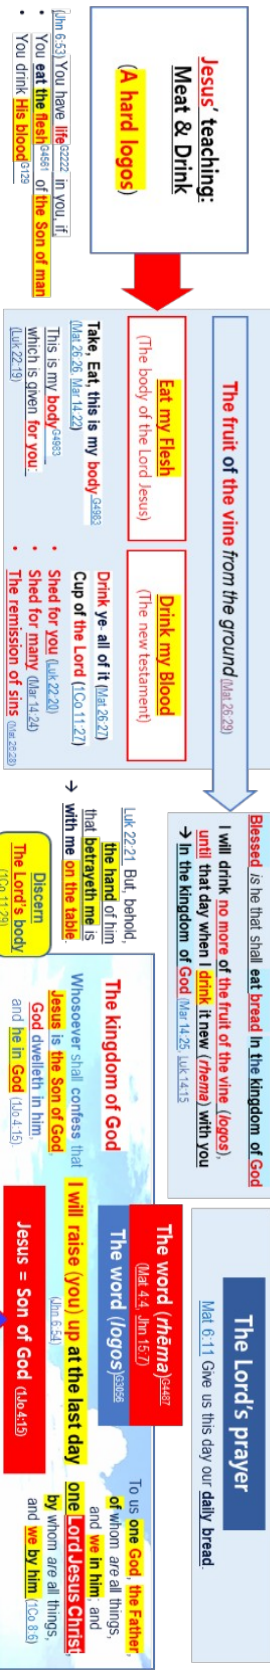 Jesus' teaching:
Meat & Drink
(A hard logos)
(Jhn 6:53) You have life G2222 in you, if,
• You eat the flesh G4561 of the Son of man
• You drink His blood G129
The fruit of the vine from the ground (Mat 26:29)
Eat my Flesh
(The body of the Lord Jesus)
Drink my Blood
(The new testament)
Take, Eat, this is my body G4983
(Mat 26:26, Mar 14:22)
This is my body G4983
which is given for you:
(Luk 22:19)
Drink ye- all of it (Mat 26:27)
Cup of the Lord (1Co 11:27)
• Shed for you (Luk 22:20)
• Shed for many (Mar 14:24)
• The remission of sins (Mat 26:28)
Blessed is he that shall eat bread In the kingdom of God
I will drink no more of the fruit of the vine (logos),
until that day when I drink it new (rhema) with you
→ In the kingdom of God (Mar 14:25, Luk 14:15
Luk 22:21 But, behold,
the hand of him
that betrayeth me is
→ with me on the table.
Discern
The Lord's body
(1Co 11:29)
The Lord's prayer
Mat 6:11 Give us this day our daily bread.
The kingdom of God
Whosoever shall confess that
Jesus is the Son of God,
God dwelleth in him,
and he in God (1Jo 4:15).
The word (rhēma) G4487
(Mat 4:4, Jhn 15:7)
The word (logos) G3056
I will raise (you) up at the last day
(Jhn 6:54)
Jesus = Son of God (1Jo 4:15)
To us one God, the Father,
of whom are all things,
and we in him; and
one Lord Jesus Christ,
by whom are all things,
and we by him (1Co 8:6)